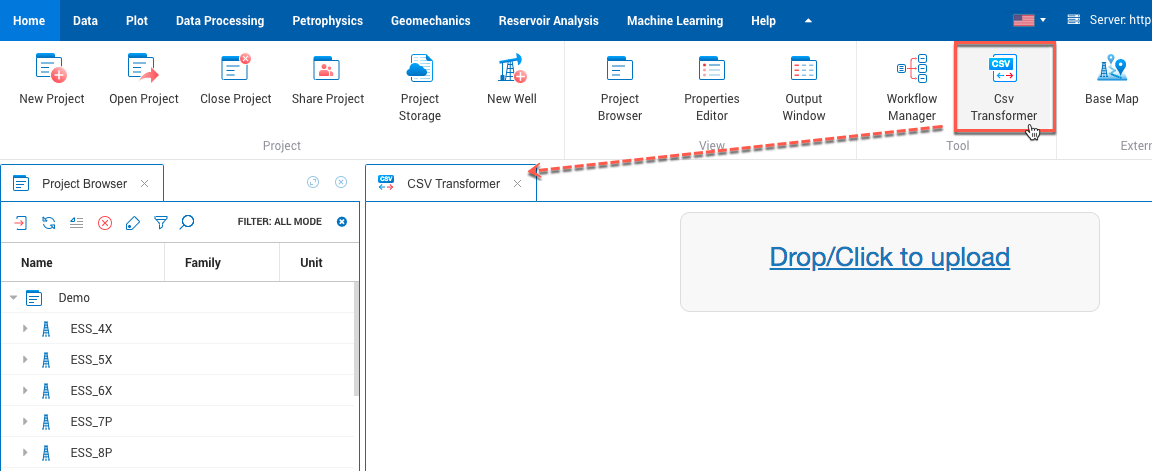 Home Data Plot Data Processing Petrophysics Geomechanics Reservoir Analysis Machine Learning Help Server: http
New Project Open Project Close Project Share Project Project Storage New Well Project Browser Properties Editor Output Window Workflow Manager CSV Csv Transformer Base Map
Project View Tool Extern
Project Browser CSV CSV Transformer
FILTER: ALL MODE
Drop/Click to upload
Name Family Unit
Demo
ESS_4X
ESS_5X
ESS_6X
ESS_7P
ESS_8P